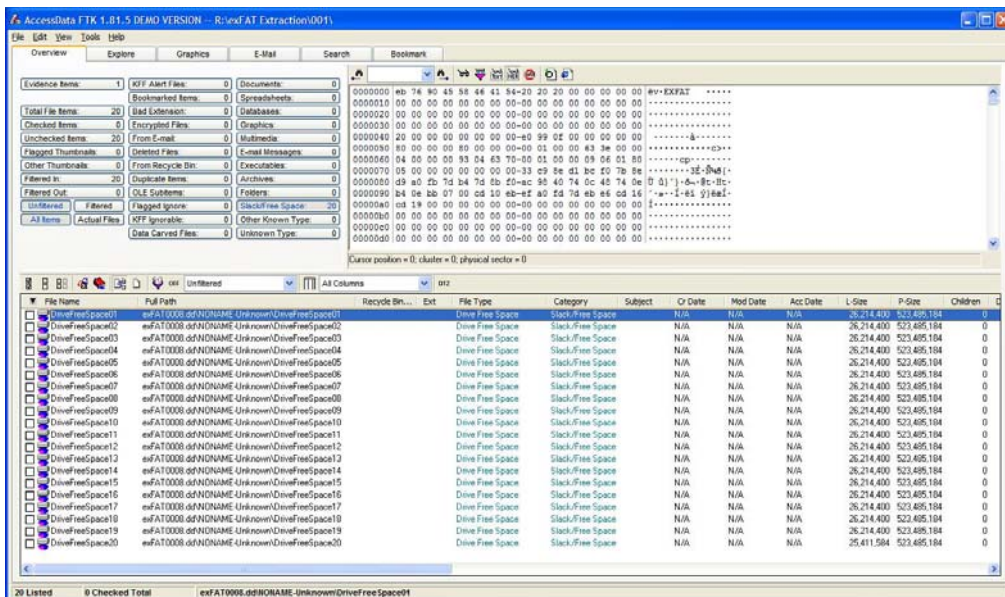 AccessData FTK 1.81.5 DEMO VERSION -- R:\exFAT Extraction\001\
File Edit View Tools Help
Overview Explore Graphics E-Mail Search Bookmark
Evidence Items: 1 KFF Alert Files: 0 Documents: 0
Bookmarked Items: 0 Spreadsheets: 0
Total File Items: 20 Bad Extension: 0 Databases: 0
Checked Items: 0 Encrypted Files: 0 Graphics: 0
Unchecked Items: 20 From E-mail: 0 Multimedia: 0
Flagged Thumbnails: 0 Deleted Files: 0 E-mail Messages: 0
Other Thumbnails: 0 From Recycle Bin: 0 Executables: 0
Filtered In: 20 Duplicate Items: 0 Archives: 0
Filtered Out: 0 OLE Subitems: 0 Folders: 0
Unfiltered Filtered Flagged Ignore: 0 Slack/Free Space: 20
All Items Actual Files KFF Ignorable: 0 Other Known Type: 0
Data Carved Files: 0 Unknown Type: 0
0000000 eb 76 90 45 58 46 41 54-20 20 20 00 00 00 00 00 ëv·EXFAT ·····
0000010 00 00 00 00 00 00 00 00-00 00 00 00 00 00 00 00 ················
0000020 00 00 00 00 00 00 00 00-00 00 00 00 00 00 00 00 ················
0000030 00 00 00 00 00 00 00 00-00 00 00 00 00 00 00 00 ················
0000040 20 00 00 00 00 00 00 00-e0 99 0f 00 00 00 00 00
0000050 80 00 00 00 80 00 00 00-00 01 00 00 63 3e 00 00
0000060 04 00 00 00 93 04 63 70-00 01 00 00 09 06 01 80
0000070 05 00 00 00 00 00 00 00-33 c9 8e d1 bc f0 7b 8e
0000080 d9 a0 fb 7d b4 7d 8b f0-ac 98 40 74 0c 48 74 0e
0000090 b4 0e bb 07 00 cd 10 eb-ef a0 fd 7d eb e6 cd 16
00000a0 cd 19 00 00 00 00 00 00-00 00 00 00 00 00 00 00
00000b0 00 00 00 00 00 00 00 00-00 00 00 00 00 00 00 00 ················
00000c0 00 00 00 00 00 00 00 00-00 00 00 00 00 00 00 00 ················
00000d0 00 00 00 00 00 00 00 00-00 00 00 00 00 00 00 00 ················
Cursor position = 0; cluster = 0; physical sector = 0
OFF Unfiltered All Columns DTZ
File Name Full Path Recycle Bin... Ext File Type Category Subject Cr Date Mod Date Acc Date L-Size P-Size Children D
DriveFreeSpace01 exFAT0008.dd\NONAME-Unknown\DriveFreeSpace01 Drive Free Space Slack/Free Space N/A N/A N/A 26,214,400 523,485,184 0
DriveFreeSpace02 exFAT0008.dd\NONAME-Unknown\DriveFreeSpace02 Drive Free Space Slack/Free Space N/A N/A N/A 26,214,400 523,485,184 0
DriveFreeSpace03 exFAT0008.dd\NONAME-Unknown\DriveFreeSpace03 Drive Free Space Slack/Free Space N/A N/A N/A 26,214,400 523,485,184 0
DriveFreeSpace04 exFAT0008.dd\NONAME-Unknown\DriveFreeSpace04 Drive Free Space Slack/Free Space N/A N/A N/A 26,214,400 523,485,184 0
DriveFreeSpace05 exFAT0008.dd\NONAME-Unknown\DriveFreeSpace05 Drive Free Space Slack/Free Space N/A N/A N/A 26,214,400 523,485,184 0
DriveFreeSpace06 exFAT0008.dd\NONAME-Unknown\DriveFreeSpace06 Drive Free Space Slack/Free Space N/A N/A N/A 26,214,400 523,485,184 0
DriveFreeSpace07 exFAT0008.dd\NONAME-Unknown\DriveFreeSpace07 Drive Free Space Slack/Free Space N/A N/A N/A 26,214,400 523,485,184 0
DriveFreeSpace08 exFAT0008.dd\NONAME-Unknown\DriveFreeSpace08 Drive Free Space Slack/Free Space N/A N/A N/A 26,214,400 523,485,184 0
DriveFreeSpace09 exFAT0008.dd\NONAME-Unknown\DriveFreeSpace09 Drive Free Space Slack/Free Space N/A N/A N/A 26,214,400 523,485,184 0
DriveFreeSpace10 exFAT0008.dd\NONAME-Unknown\DriveFreeSpace10 Drive Free Space Slack/Free Space N/A N/A N/A 26,214,400 523,485,184 0
DriveFreeSpace11 exFAT0008.dd\NONAME-Unknown\DriveFreeSpace11 Drive Free Space Slack/Free Space N/A N/A N/A 26,214,400 523,485,184 0
DriveFreeSpace12 exFAT0008.dd\NONAME-Unknown\DriveFreeSpace12 Drive Free Space Slack/Free Space N/A N/A N/A 26,214,400 523,485,184 0
DriveFreeSpace13 exFAT0008.dd\NONAME-Unknown\DriveFreeSpace13 Drive Free Space Slack/Free Space N/A N/A N/A 26,214,400 523,485,184 0
DriveFreeSpace14 exFAT0008.dd\NONAME-Unknown\DriveFreeSpace14 Drive Free Space Slack/Free Space N/A N/A N/A 26,214,400 523,485,184 0
DriveFreeSpace15 exFAT0008.dd\NONAME-Unknown\DriveFreeSpace15 Drive Free Space Slack/Free Space N/A N/A N/A 26,214,400 523,485,184 0
DriveFreeSpace16 exFAT0008.dd\NONAME-Unknown\DriveFreeSpace16 Drive Free Space Slack/Free Space N/A N/A N/A 26,214,400 523,485,184 0
DriveFreeSpace17 exFAT0008.dd\NONAME-Unknown\DriveFreeSpace17 Drive Free Space Slack/Free Space N/A N/A N/A 26,214,400 523,485,184 0
DriveFreeSpace18 exFAT0008.dd\NONAME-Unknown\DriveFreeSpace18 Drive Free Space Slack/Free Space N/A N/A N/A 26,214,400 523,485,184 0
DriveFreeSpace19 exFAT0008.dd\NONAME-Unknown\DriveFreeSpace19 Drive Free Space Slack/Free Space N/A N/A N/A 26,214,400 523,485,184 0
DriveFreeSpace20 exFAT0008.dd\NONAME-Unknown\DriveFreeSpace20 Drive Free Space Slack/Free Space N/A N/A N/A 25,411,584 523,485,184 0
20 Listed 0 Checked Total exFAT0008.dd\NONAME-Unknown\DriveFreeSpace01